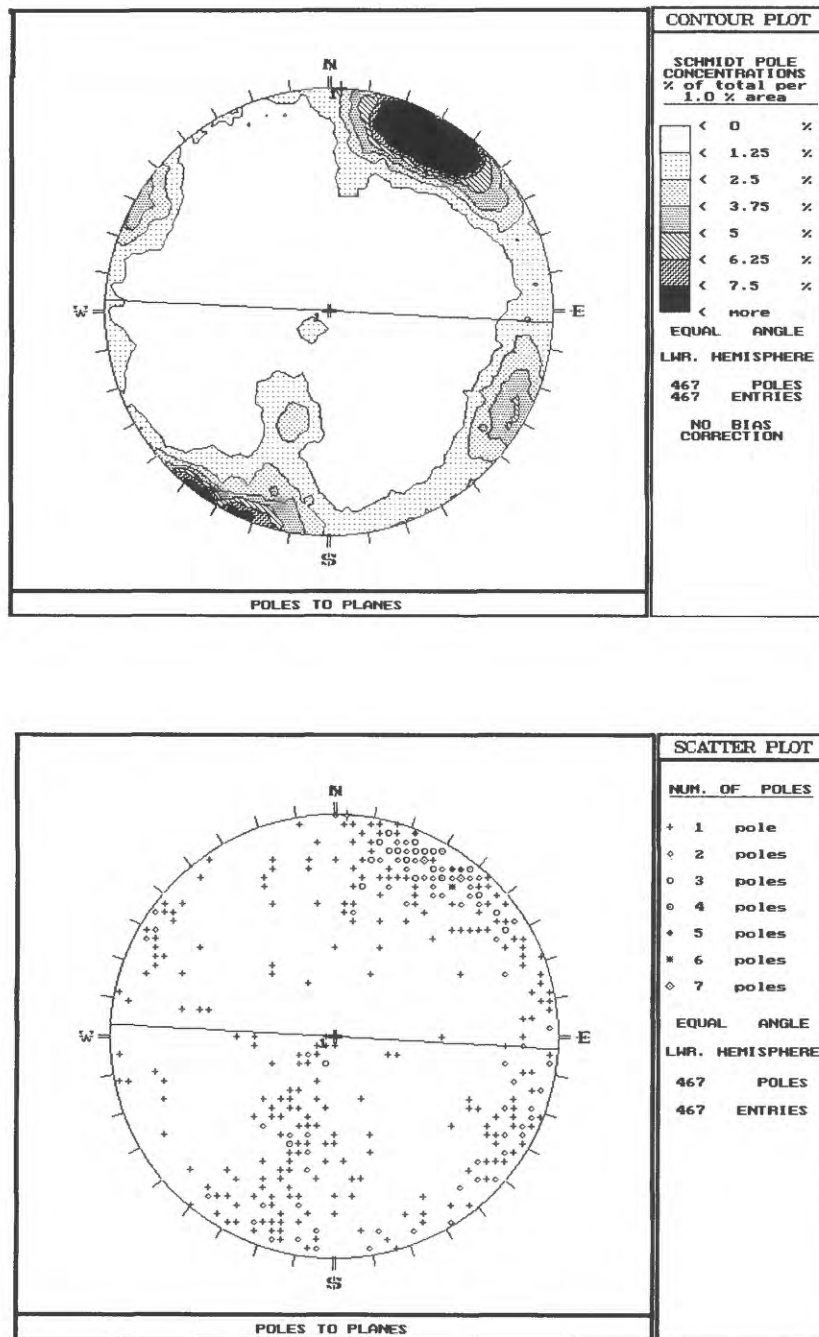 CONTOUR PLOT
SCHMIDT POLE
CONCENTRATIONS
% of total per
1.0 % area
< 0 %
< 1.25 %
< 2.5 %
< 3.75 %
< 5 %
< 6.25 %
< 7.5 %
< more
EQUAL ANGLE
LWR. HEMISPHERE
467 POLES
467 ENTRIES
NO BIAS
CORRECTION
N
1
W
1
E
S
POLES TO PLANES
SCATTER PLOT
NUM. OF POLES
1 pole
2 poles
3 poles
4 poles
5 poles
6 poles
7 poles
EQUAL ANGLE
LWR. HEMISPHERE
467 POLES
467 ENTRIES
N
W
1
E
S
POLES TO PLANES